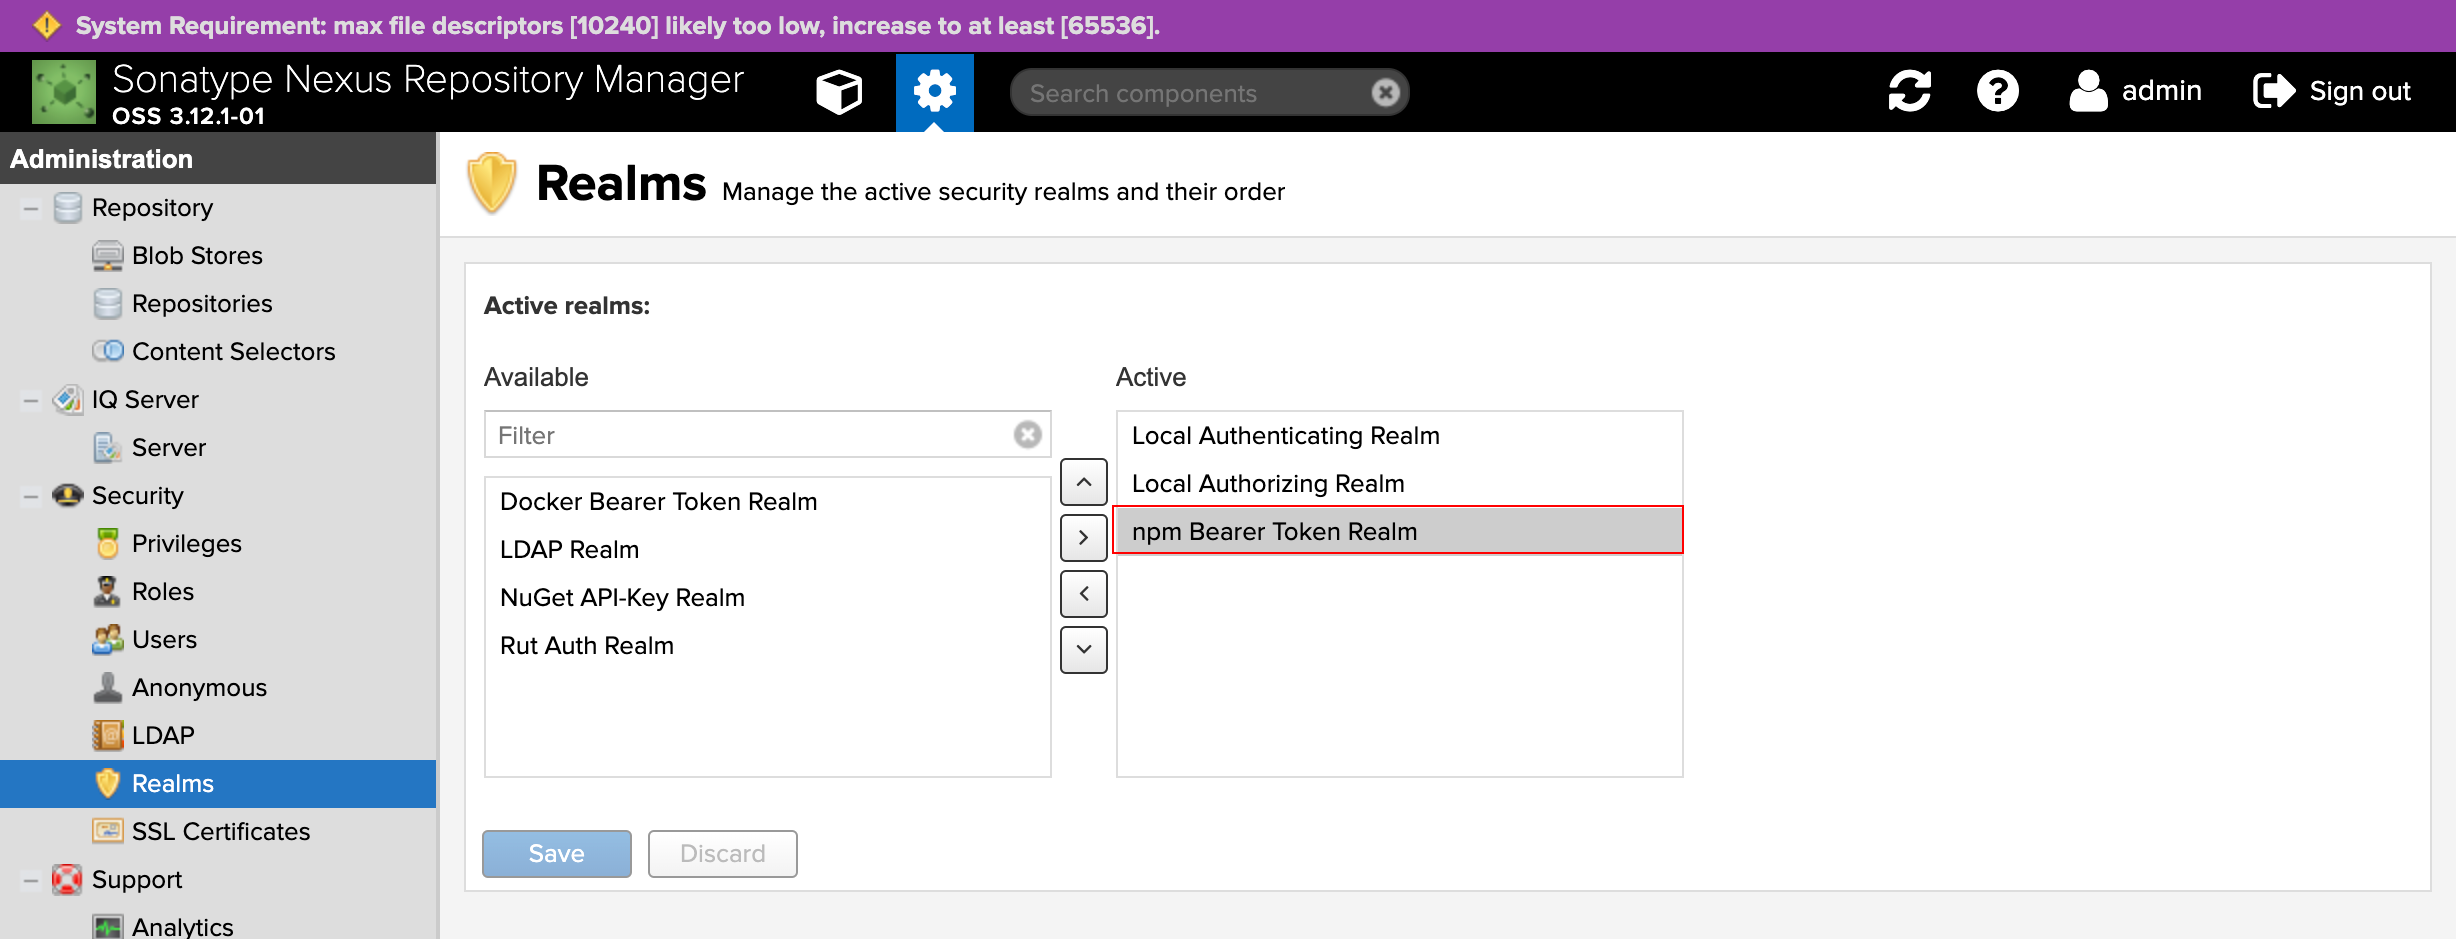 System Requirement: max file descriptors [10240] likely too low, increase to at least [65536].
Sonatype Nexus Repository Manager
OSS 3.12.1-01
Search components
admin
Sign out
Administration
Repository
Blob Stores
Repositories
Content Selectors
IQ Server
Server
Security
Privileges
Roles
Users
Anonymous
LDAP
Realms
SSL Certificates
Support
Analytics
Realms Manage the active security realms and their order
Active realms:
Available
Filter
Docker Bearer Token Realm
LDAP Realm
NuGet API-Key Realm
Rut Auth Realm
Active
Local Authenticating Realm
Local Authorizing Realm
npm Bearer Token Realm
Save
Discard